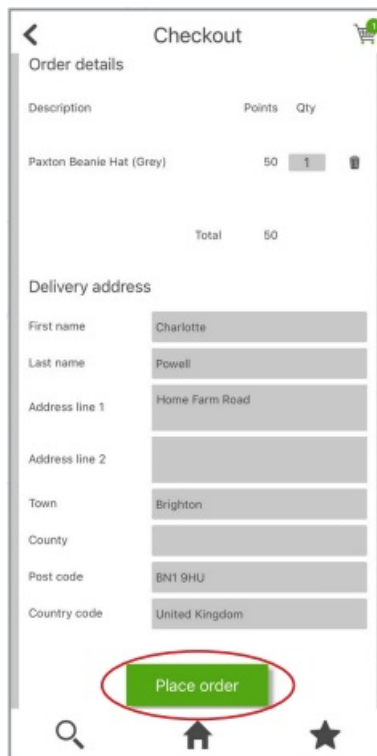 Checkout
1
Order details
Description Points Qty
Paxton Beanie Hat (Grey) 50 1
Total 50
Delivery address
First name Charlotte
Last name Powell
Address line 1 Home Farm Road
Address line 2
Town Brighton
County
Post code BN1 9HU
Country code United Kingdom
Place order